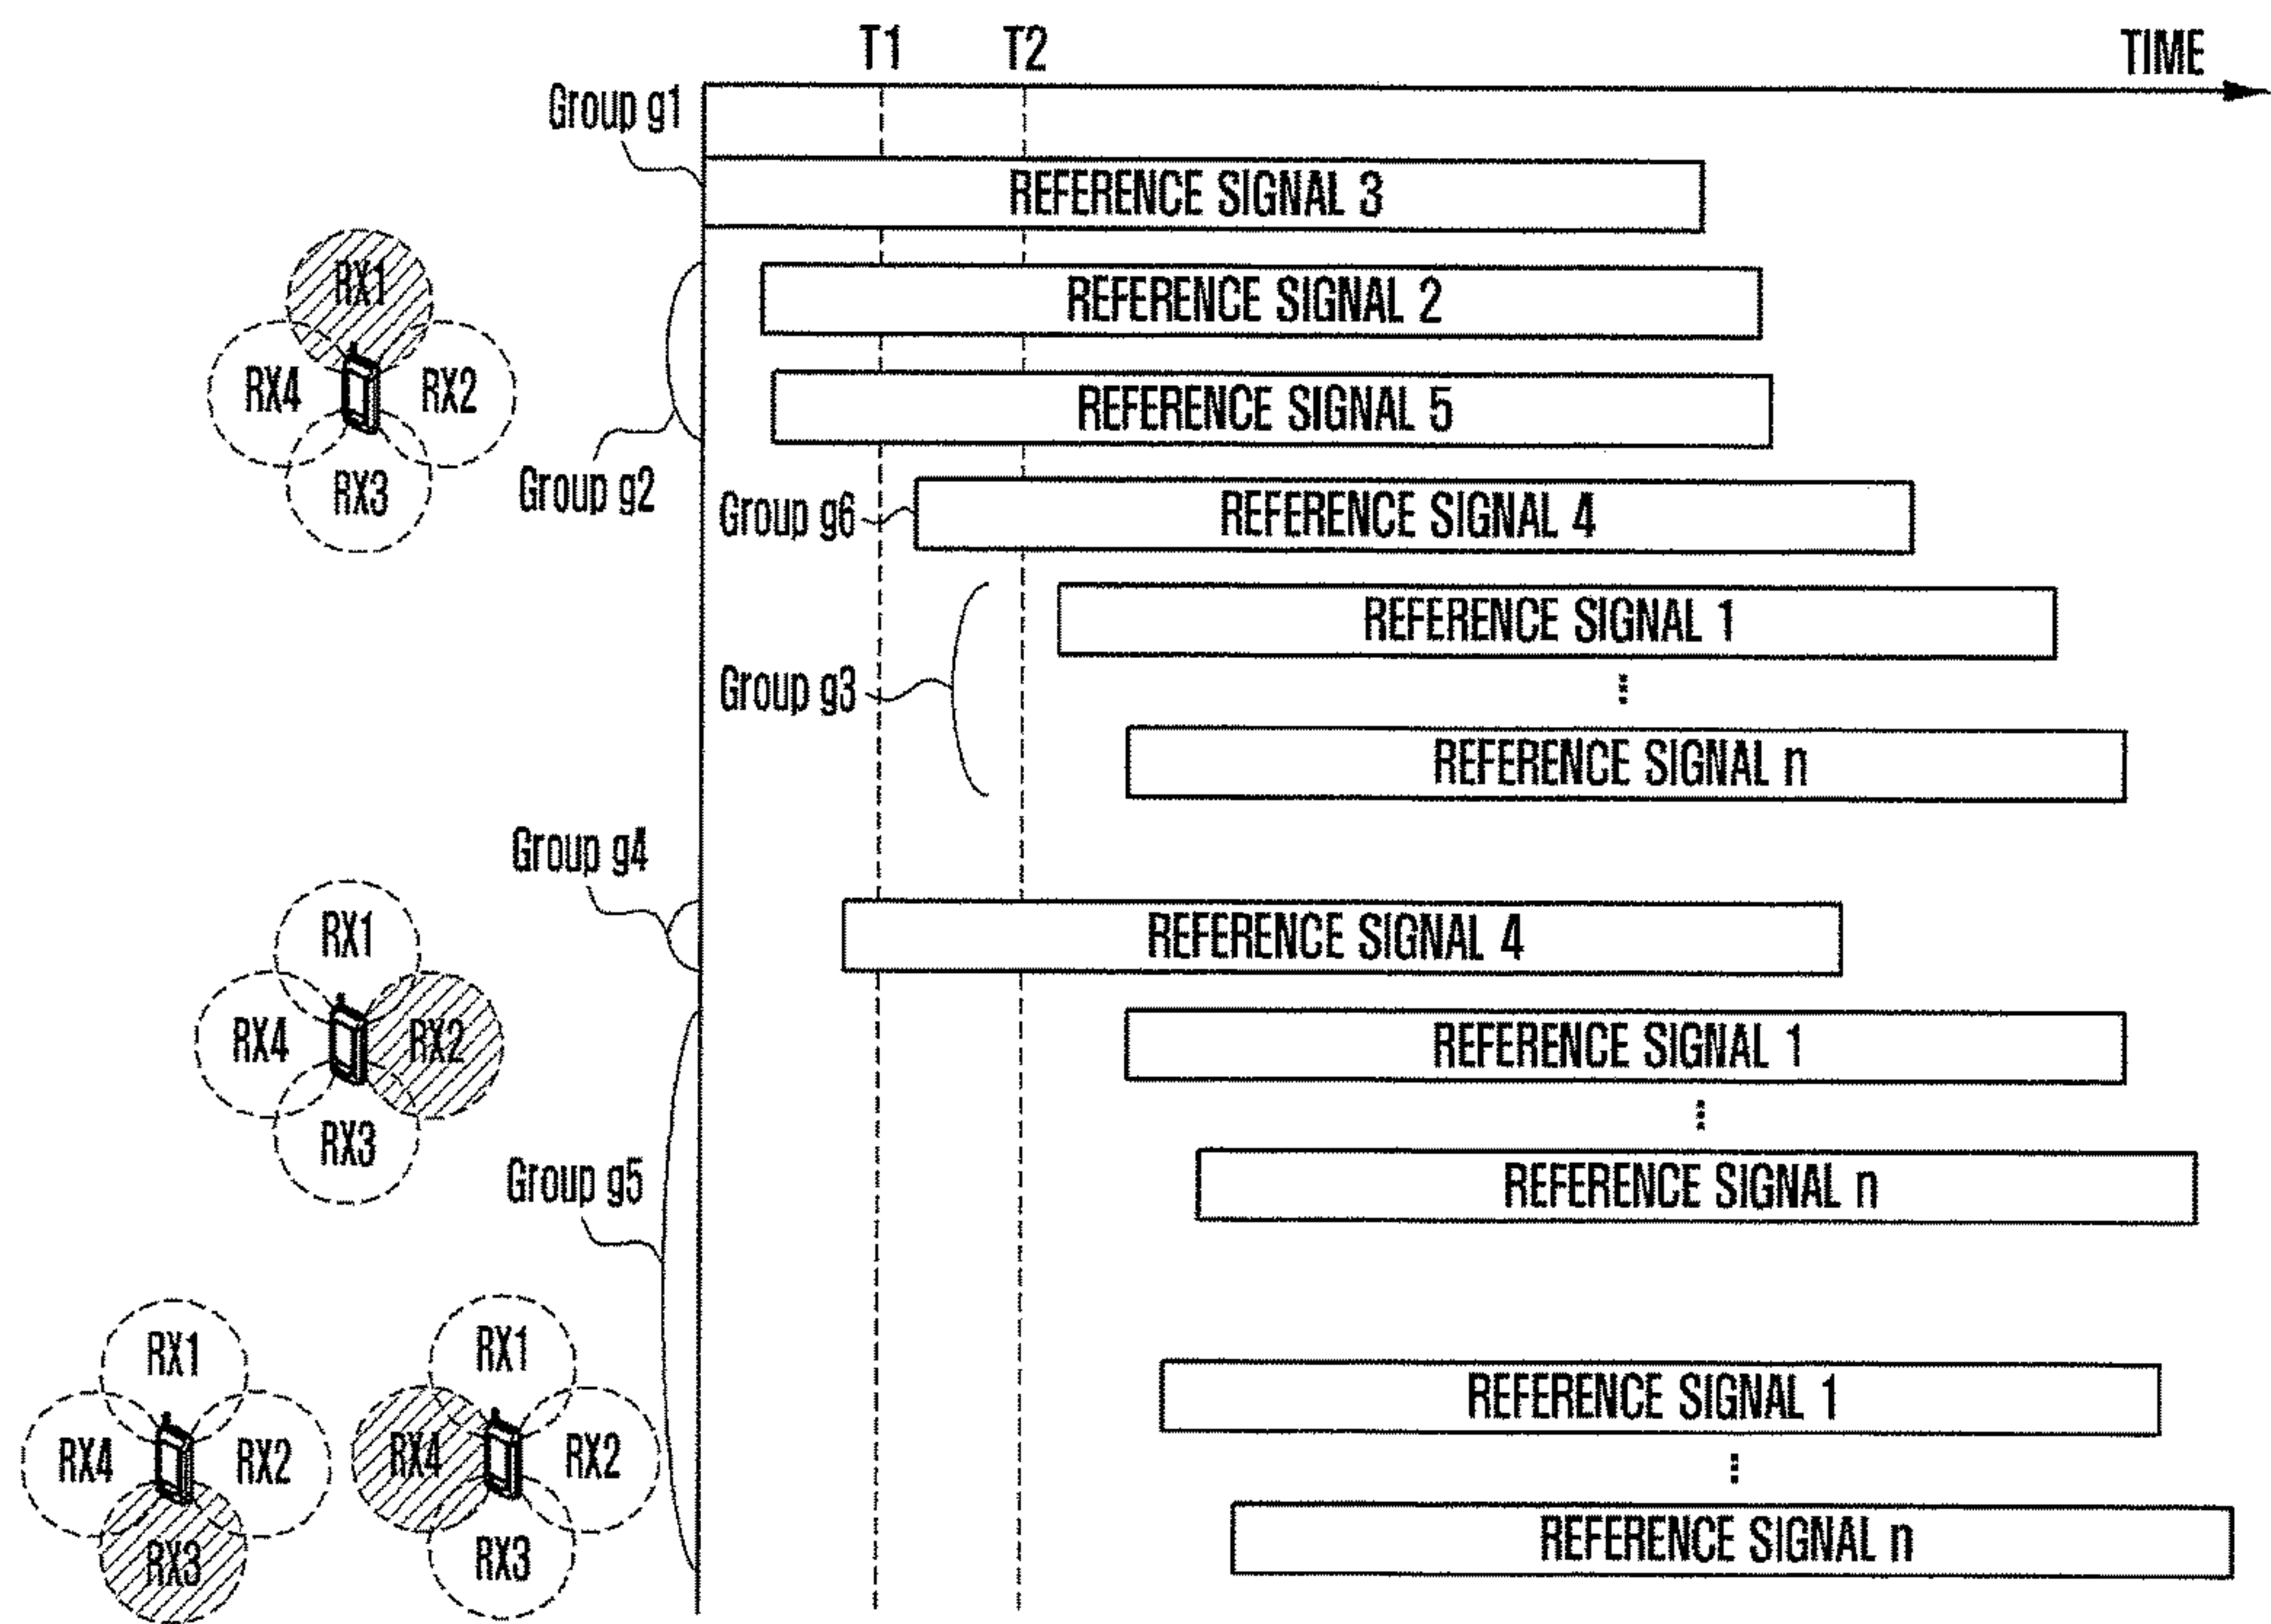 T1 T2 TIME
Group g1
REFERENCE SIGNAL 3
RX1
REFERENCE SIGNAL 2
RX4 RX2
REFERENCE SIGNAL 5
RX3
Group g2
Group g6
REFERENCE SIGNAL 4
REFERENCE SIGNAL 1
Group g3
REFERENCE SIGNAL n
Group g4
RX1
REFERENCE SIGNAL 4
RX4 RX2
REFERENCE SIGNAL 1
RX3
Group g5
REFERENCE SIGNAL n
RX1 RX1
REFERENCE SIGNAL 1
RX4 RX2 RX4 RX2
RX3 RX3
REFERENCE SIGNAL n